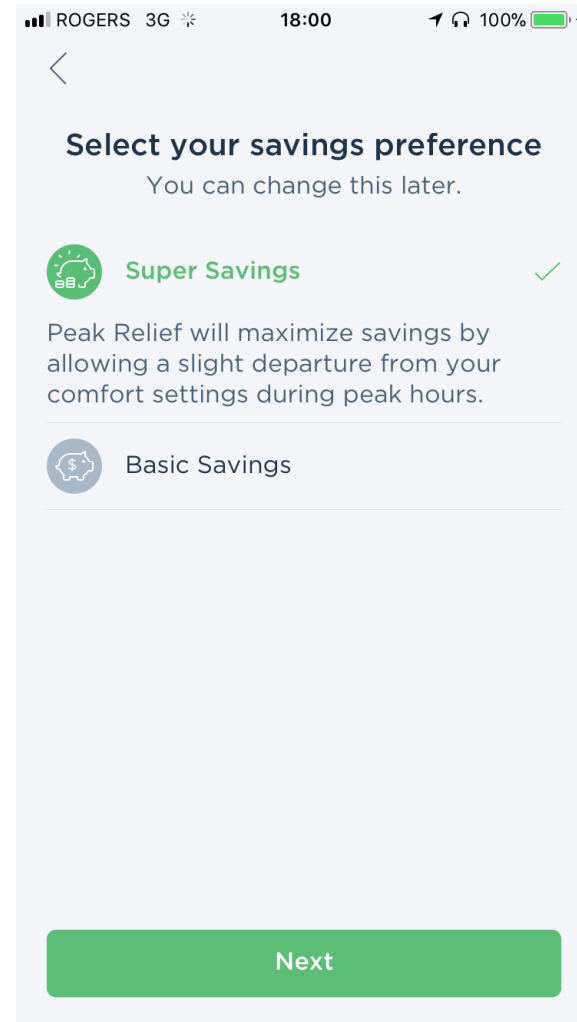 ROGERS 3G 18:00 100%
Select your savings preference
You can change this later.
Super Savings
Peak Relief will maximize savings by
allowing a slight departure from your
comfort settings during peak hours.
$ Basic Savings
Next